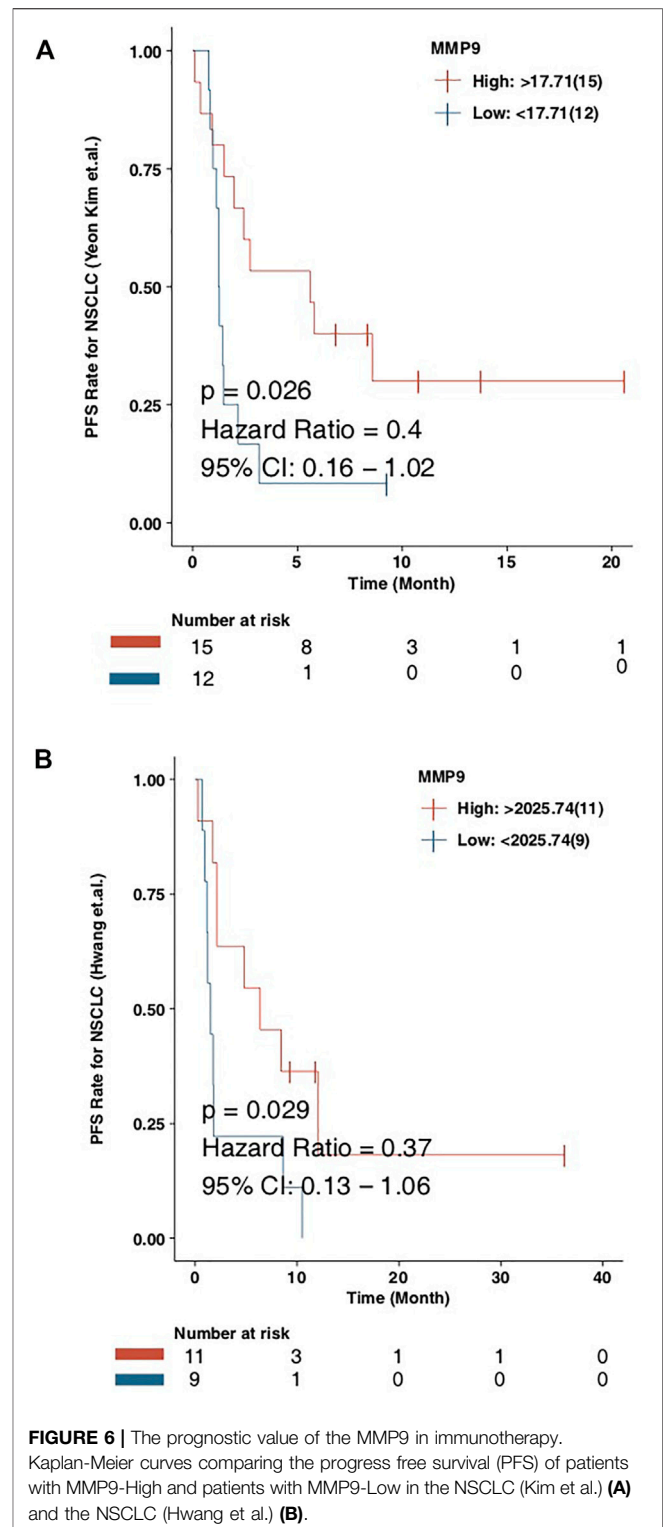 A
MMP9
High: >17.71(15)
Low: <17.71(12)
PFS Rate for NSCLC (Yeon Kim et.al.)
1.00
0.75
0.50
0.25
0.00
p = 0.026
Hazard Ratio = 0.4
95% CI: 0.16 – 1.02
0 5 10 15 20
Time (Month)
Number at risk
15 8 3 1 1
12 1 0 0 0
B
MMP9
High: >2025.74(11)
Low: <2025.74(9)
PFS Rate for NSCLC (Hwang et.al.)
1.00
0.75
0.50
0.25
0.00
p = 0.029
Hazard Ratio = 0.37
95% CI: 0.13 – 1.06
0 10 20 30 40
Time (Month)
Number at risk
11 3 1 1 0
9 1 0 0 0
FIGURE 6 | The prognostic value of the MMP9 in immunotherapy.
Kaplan-Meier curves comparing the progress free survival (PFS) of patients
with MMP9-High and patients with MMP9-Low in the NSCLC (Kim et al.) (A)
and the NSCLC (Hwang et al.) (B).